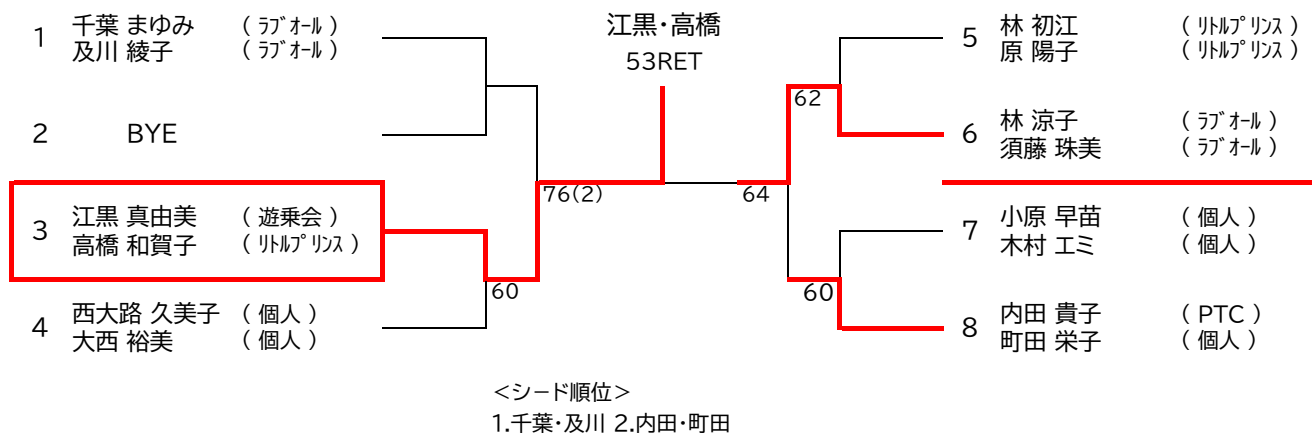 1 千葉 まゆみ ( ﾗﾌﾞｵｰﾙ )
及川 綾子 ( ﾗﾌﾞｵｰﾙ )
2 BYE
3 江黒 真由美 ( 遊乗会 )
高橋 和賀子 ( ﾘﾄﾙﾌﾟﾘﾝｽ )
4 西大路 久美子 ( 個人 )
大西 裕美 ( 個人 )
60
76(2)
江黒・高橋
53RET
64
62
60
5 林 初江 ( ﾘﾄﾙﾌﾟﾘﾝｽ )
原 陽子 ( ﾘﾄﾙﾌﾟﾘﾝｽ )
6 林 涼子 ( ﾗﾌﾞｵｰﾙ )
須藤 珠美 ( ﾗﾌﾞｵｰﾙ )
7 小原 早苗 ( 個人 )
木村 エミ ( 個人 )
8 内田 貴子 ( PTC )
町田 栄子 ( 個人 )
＜シード順位＞
1.千葉・及川 2.内田・町田